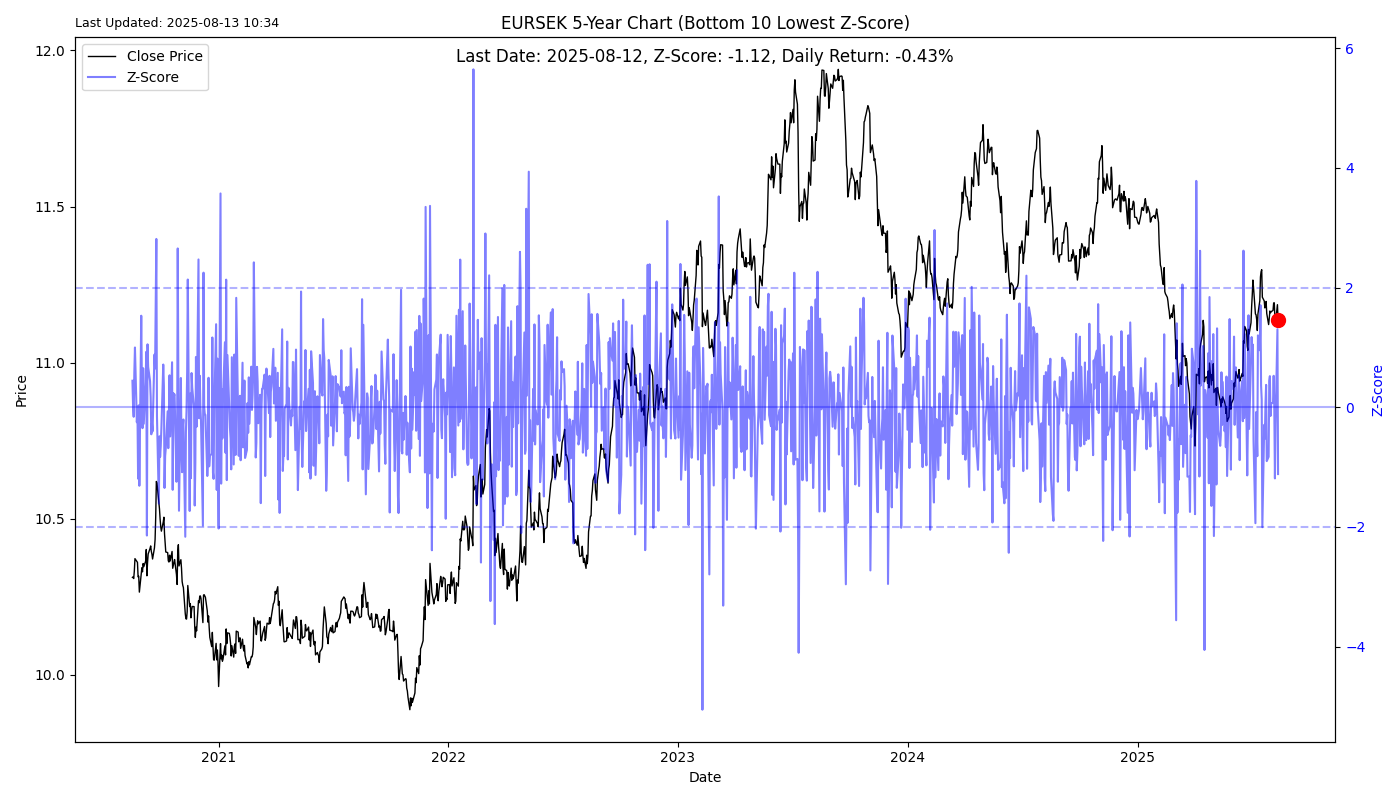 Last Updated: 2025-08-13 10:34
EURSEK 5-Year Chart (Bottom 10 Lowest Z-Score)
Last Date: 2025-08-12, Z-Score: -1.12, Daily Return: -0.43%
Close Price
Z-Score
12.0
11.5
11.0
10.5
10.0
Price
6
4
2
0
−2
−4
Z-Score
2021
2022
2023
2024
2025
Date